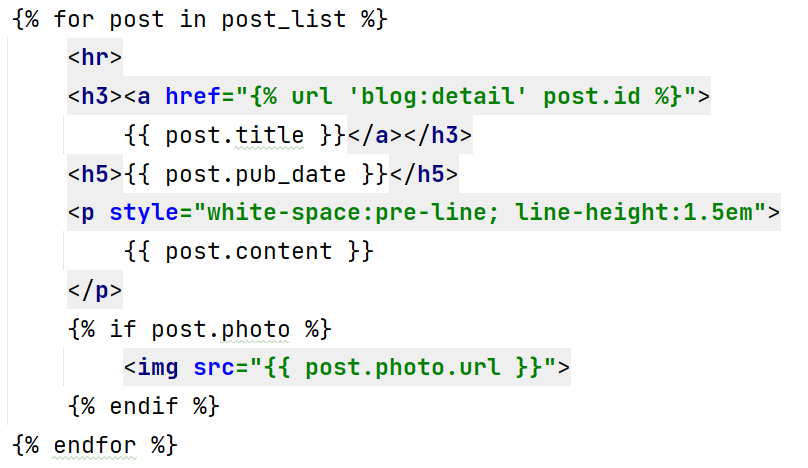 {% for post in post_list %}
<hr>
<h3><a href="{% url 'blog:detail' post.id %}">
{{ post.title }}</a></h3>
<h5>{{ post.pub_date }}</h5>
<p style="white-space:pre-line; line-height:1.5em">
{{ post.content }}
</p>
{% if post.photo %}
<img src="{{ post.photo.url }}">
{% endif %}
{% endfor %}